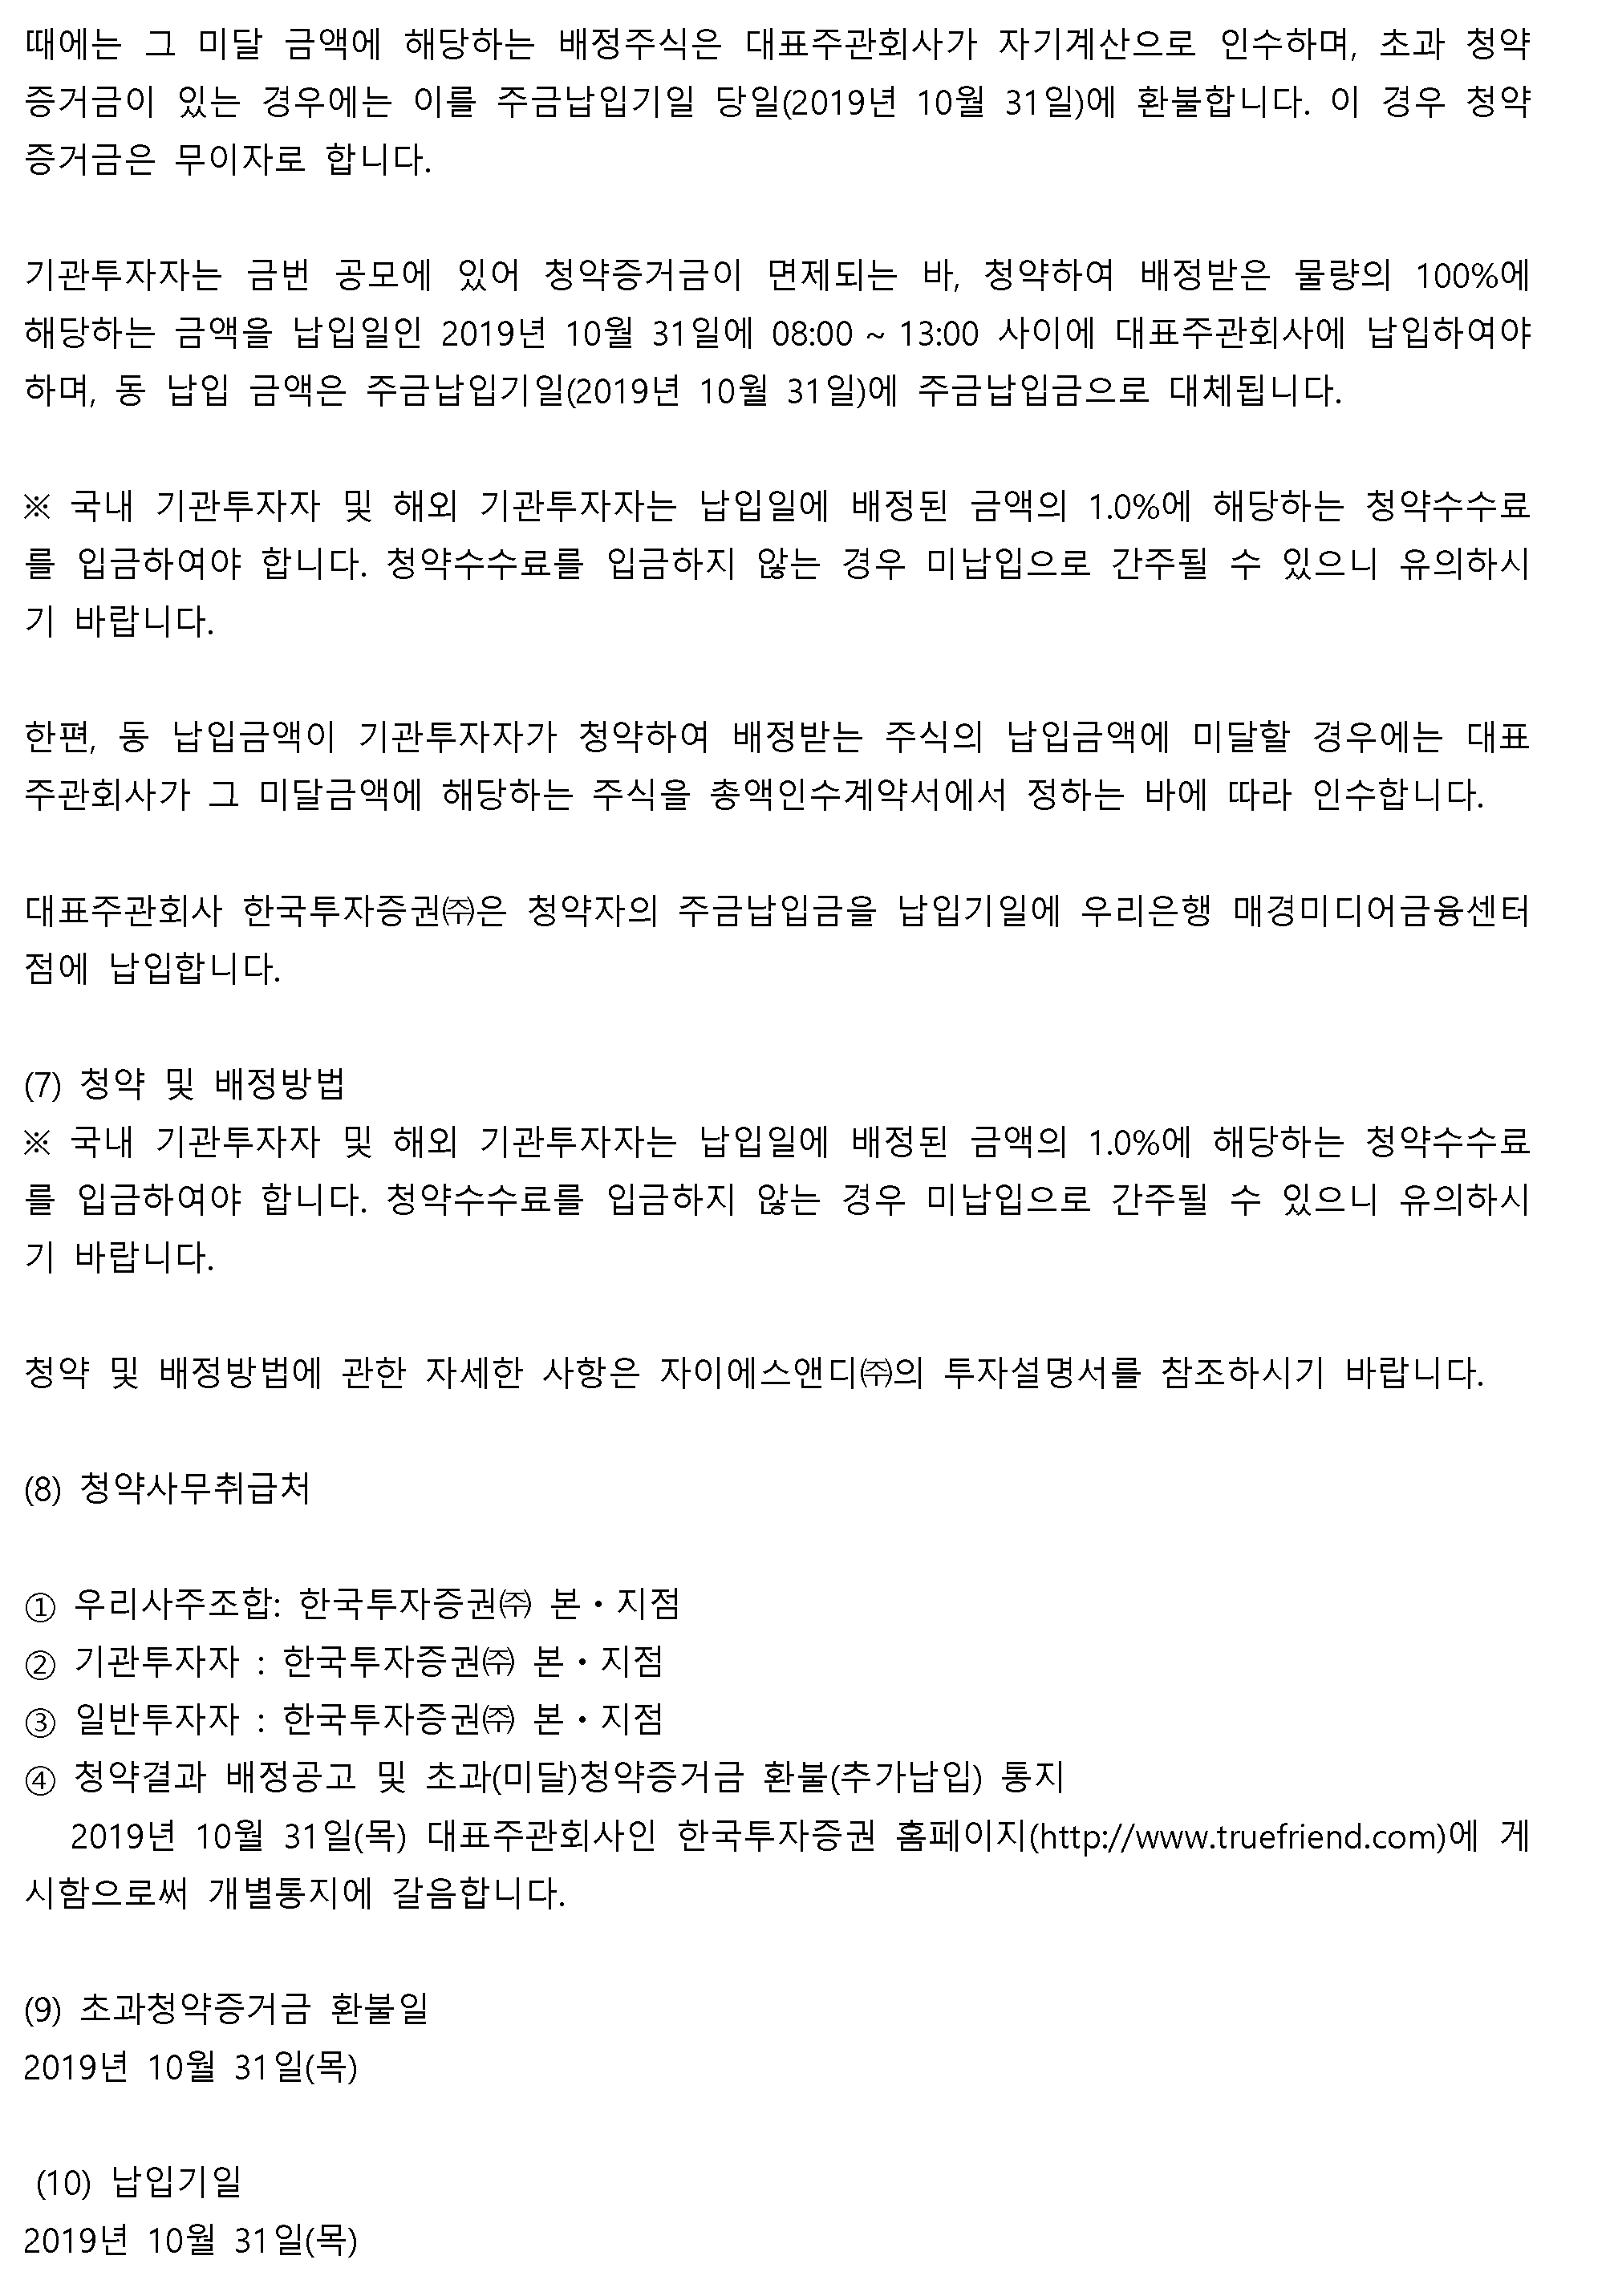 때에는 그 미달 금액에 해당하는 배정주식은 대표주관회사가 자기계산으로 인수하며, 초과 청약
증거금이 있는 경우에는 이를 주금납입기일 당일(2019년 10월 31일)에 환불합니다. 이 경우 청약
증거금은 무이자로 합니다.
기관투자자는 금번 공모에 있어 청약증거금이 면제되는 바, 청약하여 배정받은 물량의 100%에
해당하는 금액을 납입일인 2019년 10월 31일에 08:00 ~ 13:00 사이에 대표주관회사에 납입하여야
하며, 동 납입 금액은 주금납입기일(2019년 10월 31일)에 주금납입금으로 대체됩니다.
※ 국내 기관투자자 및 해외 기관투자자는 납입일에 배정된 금액의 1.0%에 해당하는 청약수수료
를 입금하여야 합니다. 청약수수료를 입금하지 않는 경우 미납입으로 간주될 수 있으니 유의하시
기 바랍니다.
한편, 동 납입금액이 기관투자자가 청약하여 배정받는 주식의 납입금액에 미달할 경우에는 대표
주관회사가 그 미달금액에 해당하는 주식을 총액인수계약서에서 정하는 바에 따라 인수합니다.
대표주관회사 한국투자증권㈜은 청약자의 주금납입금을 납입기일에 우리은행 매경미디어금융센터
점에 납입합니다.
(7) 청약 및 배정방법
※ 국내 기관투자자 및 해외 기관투자자는 납입일에 배정된 금액의 1.0%에 해당하는 청약수수료
를 입금하여야 합니다. 청약수수료를 입금하지 않는 경우 미납입으로 간주될 수 있으니 유의하시
기 바랍니다.
청약 및 배정방법에 관한 자세한 사항은 자이에스앤디㈜의 투자설명서를 참조하시기 바랍니다.
(8) 청약사무취급처
① 우리사주조합: 한국투자증권㈜ 본・지점
② 기관투자자 : 한국투자증권㈜ 본・지점
③ 일반투자자 : 한국투자증권㈜ 본・지점
④ 청약결과 배정공고 및 초과(미달)청약증거금 환불(추가납입) 통지
2019년 10월 31일(목) 대표주관회사인 한국투자증권 홈페이지(http://www.truefriend.com)에 게
시함으로써 개별통지에 갈음합니다.
(9) 초과청약증거금 환불일
2019년 10월 31일(목)
(10) 납입기일
2019년 10월 31일(목)